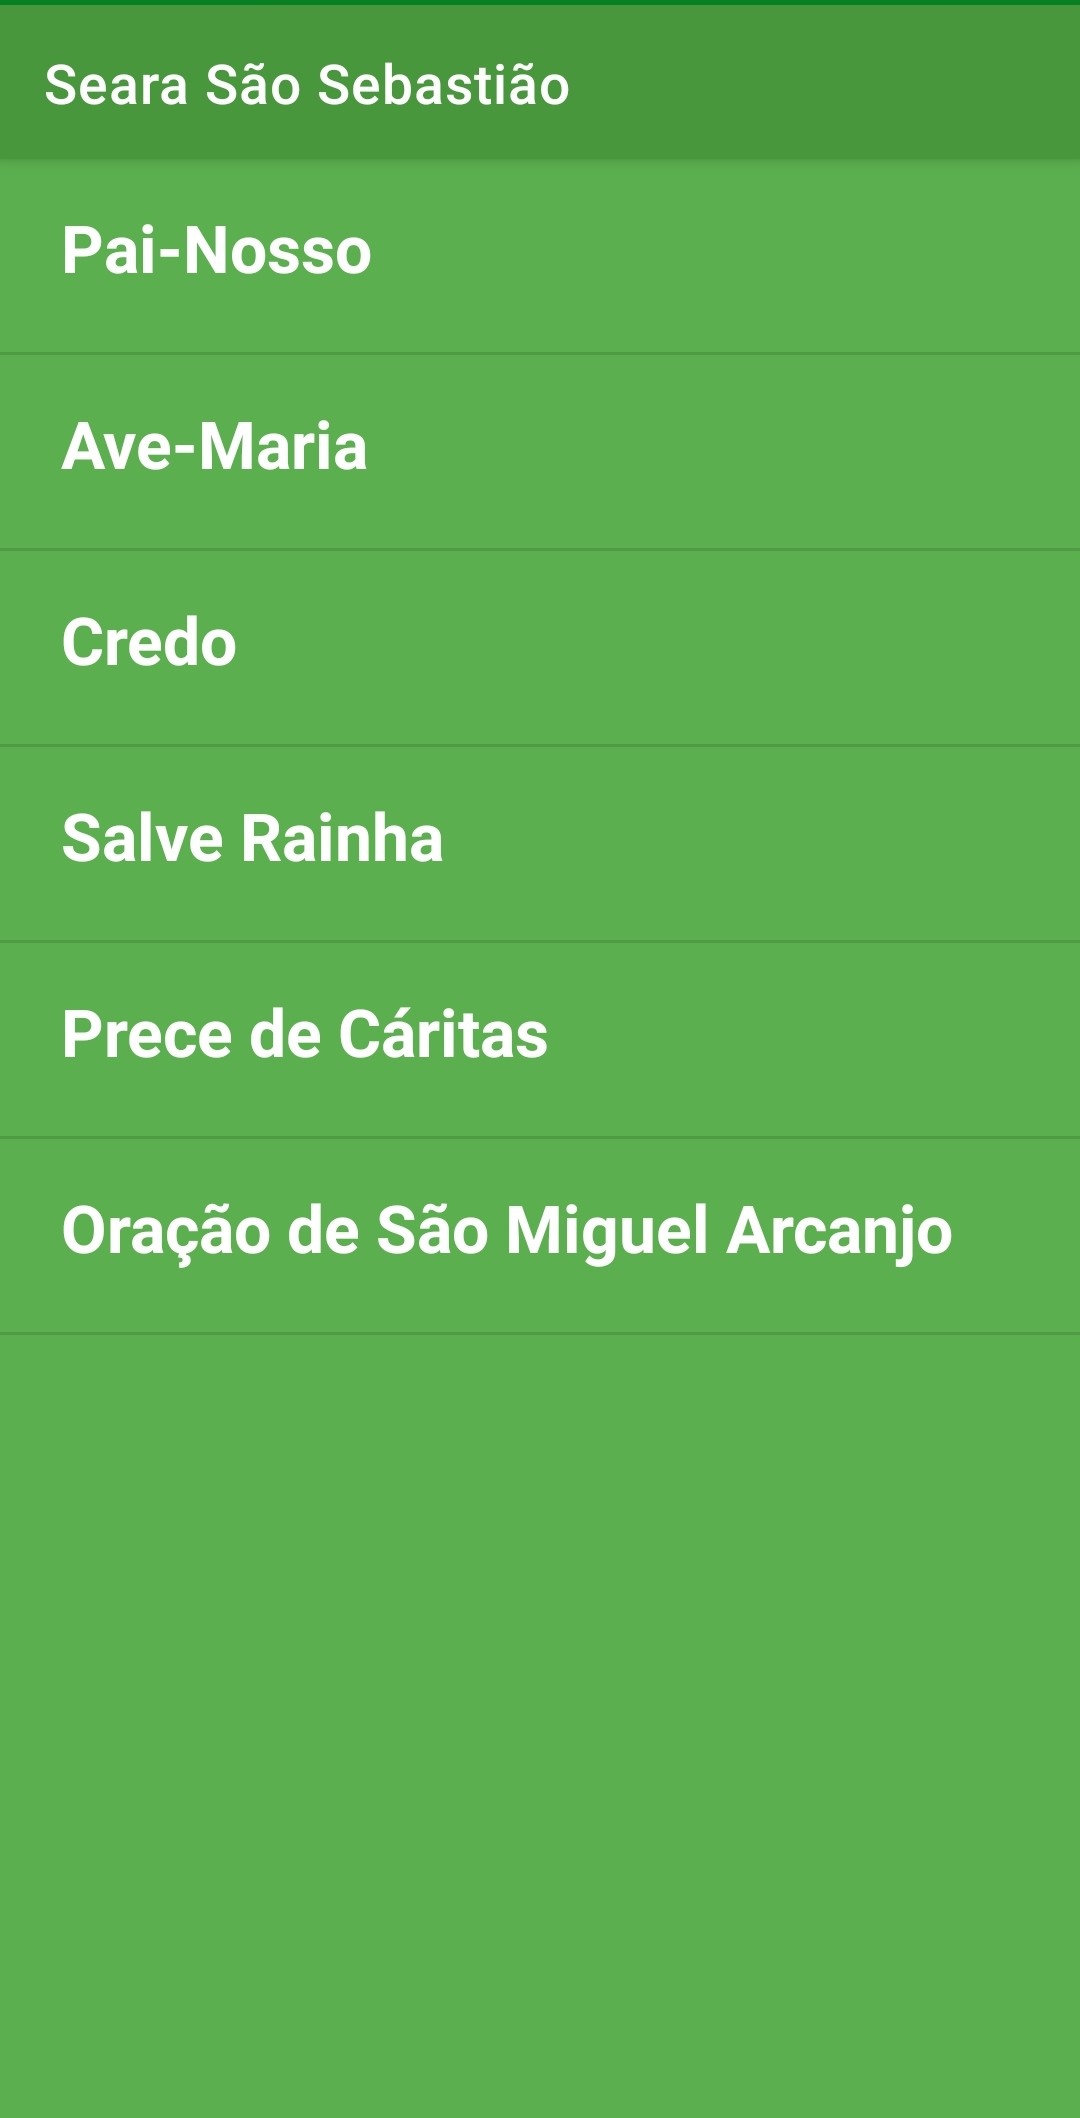 Seara São Sebastião
Pai-Nosso
Ave-Maria
Credo
Salve Rainha
Prece de Cáritas
Oração de São Miguel Arcanjo